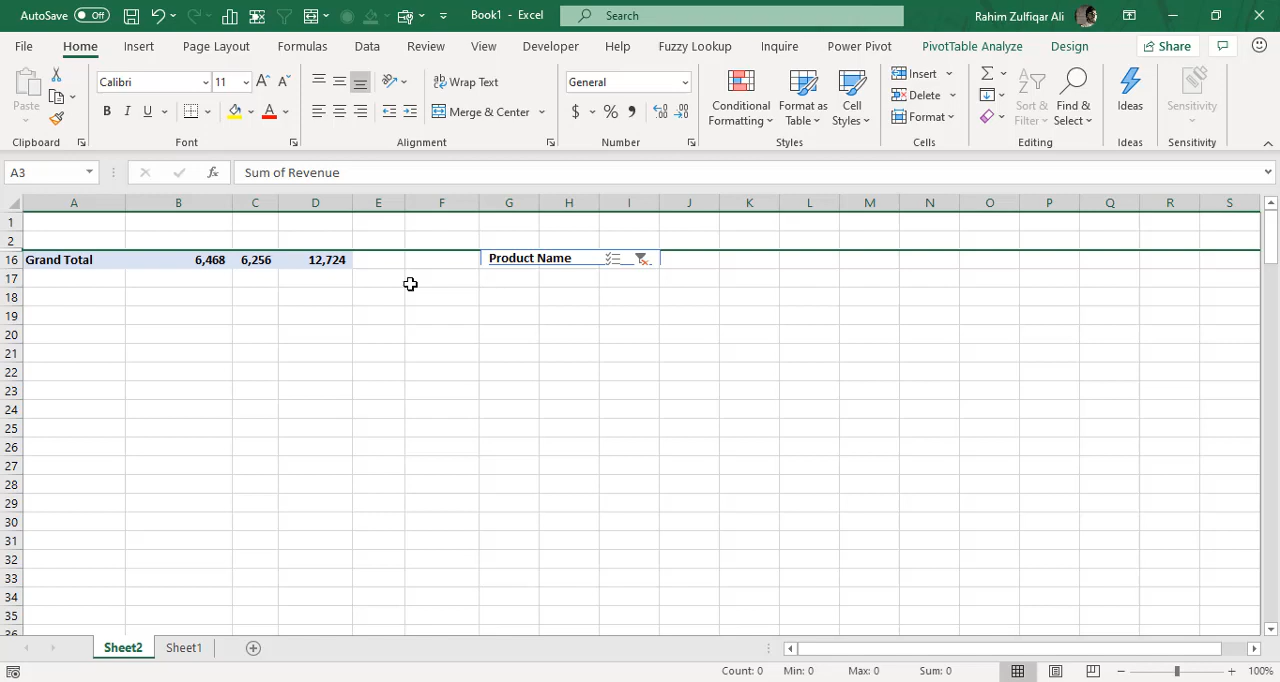 AutoSave Off Book1 - Excel Search Rahim Zulfiqar Ali
File Home Insert Page Layout Formulas Data Review View Developer Help Fuzzy Lookup Inquire Power Pivot PivotTable Analyze Design Share
Paste Calibri 11 Wrap Text General Conditional Formatting Format as Table Cell Styles Insert Sort & Filter Find & Select Ideas Sensitivity
B I U Merge & Center $ % Delete
Format
Clipboard Font Alignment Number Styles Cells Editing Ideas Sensitivity
A3 fx Sum of Revenue
A B C D E F G H I J K L M N O P Q R S
1
2
16 Grand Total 6,468 6,256 12,724 Product Name
17
18
19
20
21
22
23
24
25
26
27
28
29
30
31
32
33
34
35
36
Sheet2 Sheet1
Count: 0 Min: 0 Max: 0 Sum: 0 100%